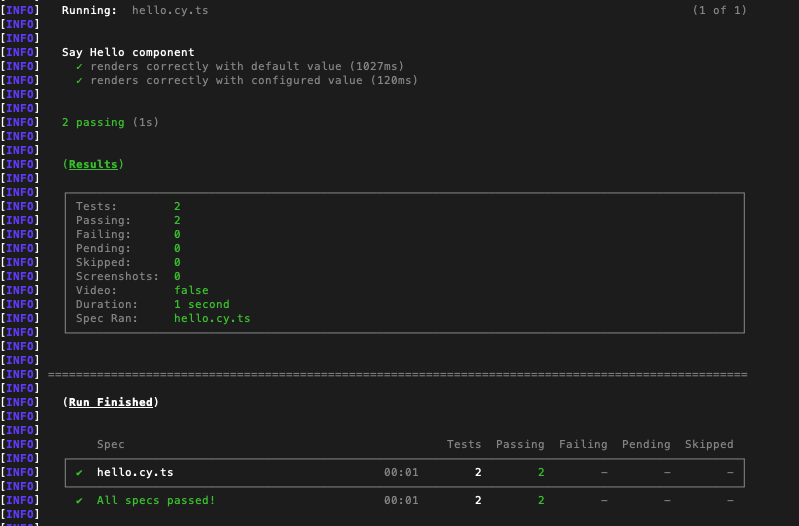 [INFO] Running: hello.cy.ts (1 of 1)
[INFO]
[INFO]
[INFO] Say Hello component
[INFO] ✓ renders correctly with default value (1027ms)
[INFO] ✓ renders correctly with configured value (120ms)
[INFO]
[INFO]
[INFO] 2 passing (1s)
[INFO]
[INFO]
[INFO] (Results)
[INFO]
[INFO]
[INFO] Tests: 2
[INFO] Passing: 2
[INFO] Failing: 0
[INFO] Pending: 0
[INFO] Skipped: 0
[INFO] Screenshots: 0
[INFO] Video: false
[INFO] Duration: 1 second
[INFO] Spec Ran: hello.cy.ts
[INFO]
[INFO]
[INFO]
[INFO] ====================================================================================================
[INFO]
[INFO] (Run Finished)
[INFO]
[INFO]
[INFO] Spec Tests Passing Failing Pending Skipped
[INFO]
[INFO] ✔ hello.cy.ts 00:01 2 2 – – –
[INFO]
[INFO] ✔ All specs passed! 00:01 2 2 – – –
[INFO]